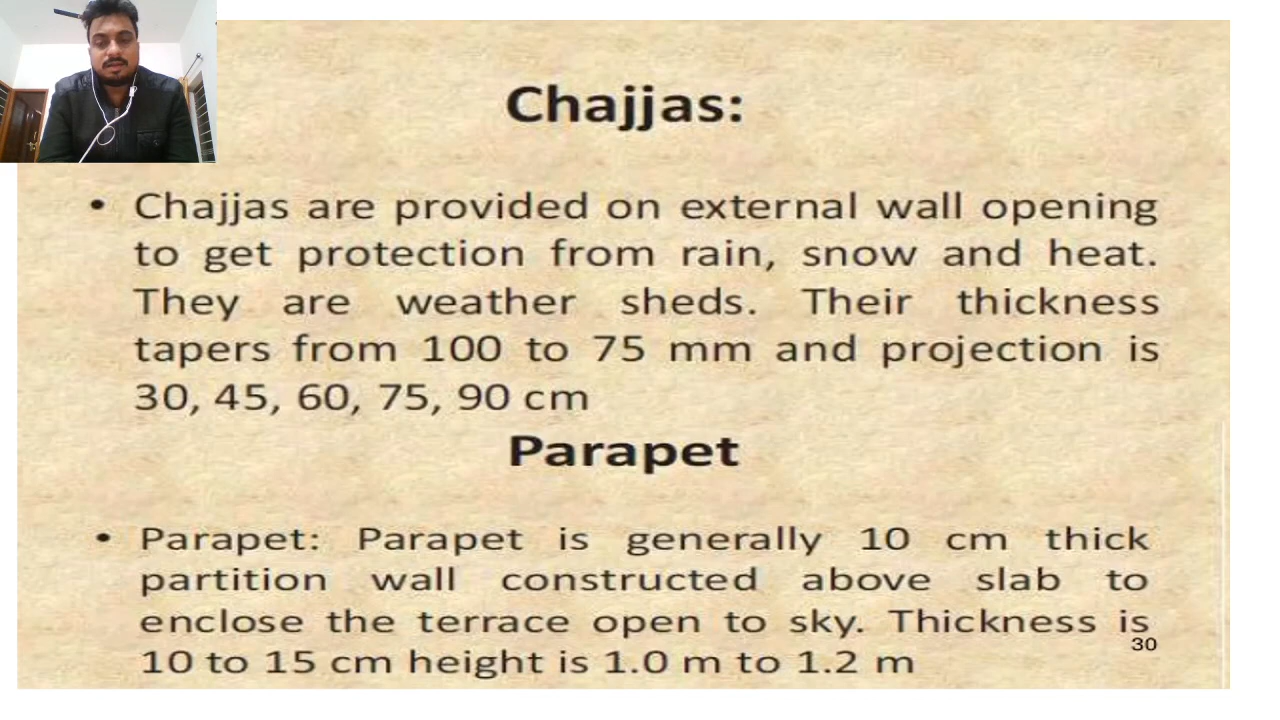 Chajjas:
• Chajjas are provided on external wall opening
to get protection from rain, snow and heat.
They are weather sheds. Their thickness
tapers from 100 to 75 mm and projection is
30, 45, 60, 75, 90 cm
Parapet
• Parapet: Parapet is generally 10 cm thick
partition wall constructed above slab to
enclose the terrace open to sky. Thickness is
10 to 15 cm height is 1.0 m to 1.2 m
30